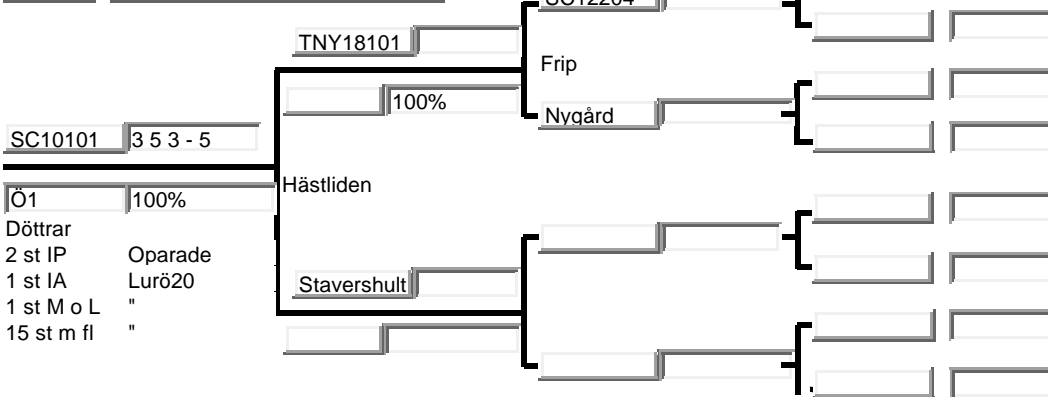 SC12204
TNY18101
Frip
100%
Nygård
SC10101 3 5 3 - 5
Hästliden
Ö1 100%
Döttrar
2 st IP Oparade
1 st IA Lurö20
Stavershult
1 st M o L "
15 st m fl "